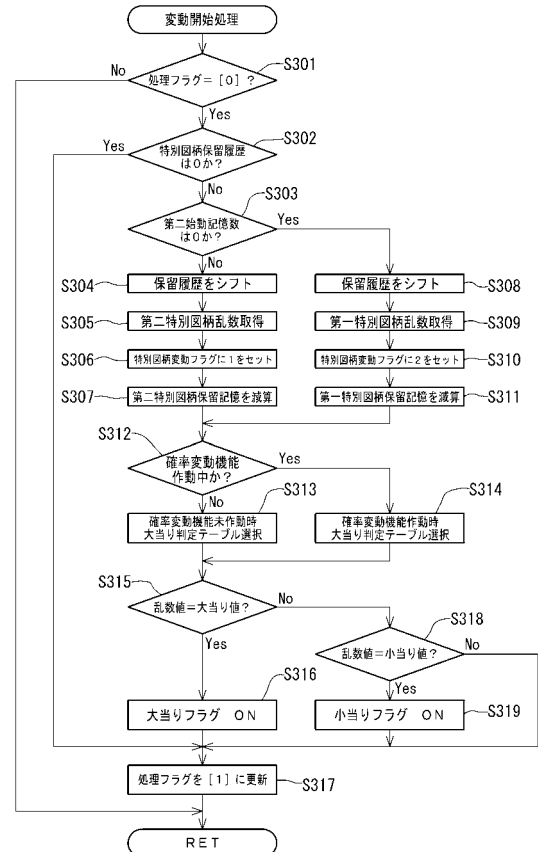 変動開始処理
S301
No
処理フラグ=[0]?
Yes
S302
Yes
特別図柄保留履歴
は0か?
No
S303
第二始動記憶数
は0か?
Yes
No
S304
保留履歴をシフト
保留履歴をシフト
S308
S305
第二特別図柄乱数取得
第一特別図柄乱数取得
S309
S306
特別図柄変動フラグに1をセット
特別図柄変動フラグに2をセット
S310
S307
第二特別図柄保留記憶を減算
第一特別図柄保留記憶を減算
S311
S312
確率変動機能
作動中か?
Yes
No
S313
S314
確率変動機能未作動時
大当り判定テーブル選択
確率変動機能作動時
大当り判定テーブル選択
S315
乱数値=大当り値?
No
S318
Yes
乱数値=小当り値?
No
S316
Yes
大当りフラグ ON
小当りフラグ ON
S319
処理フラグを[1]に更新
S317
RET